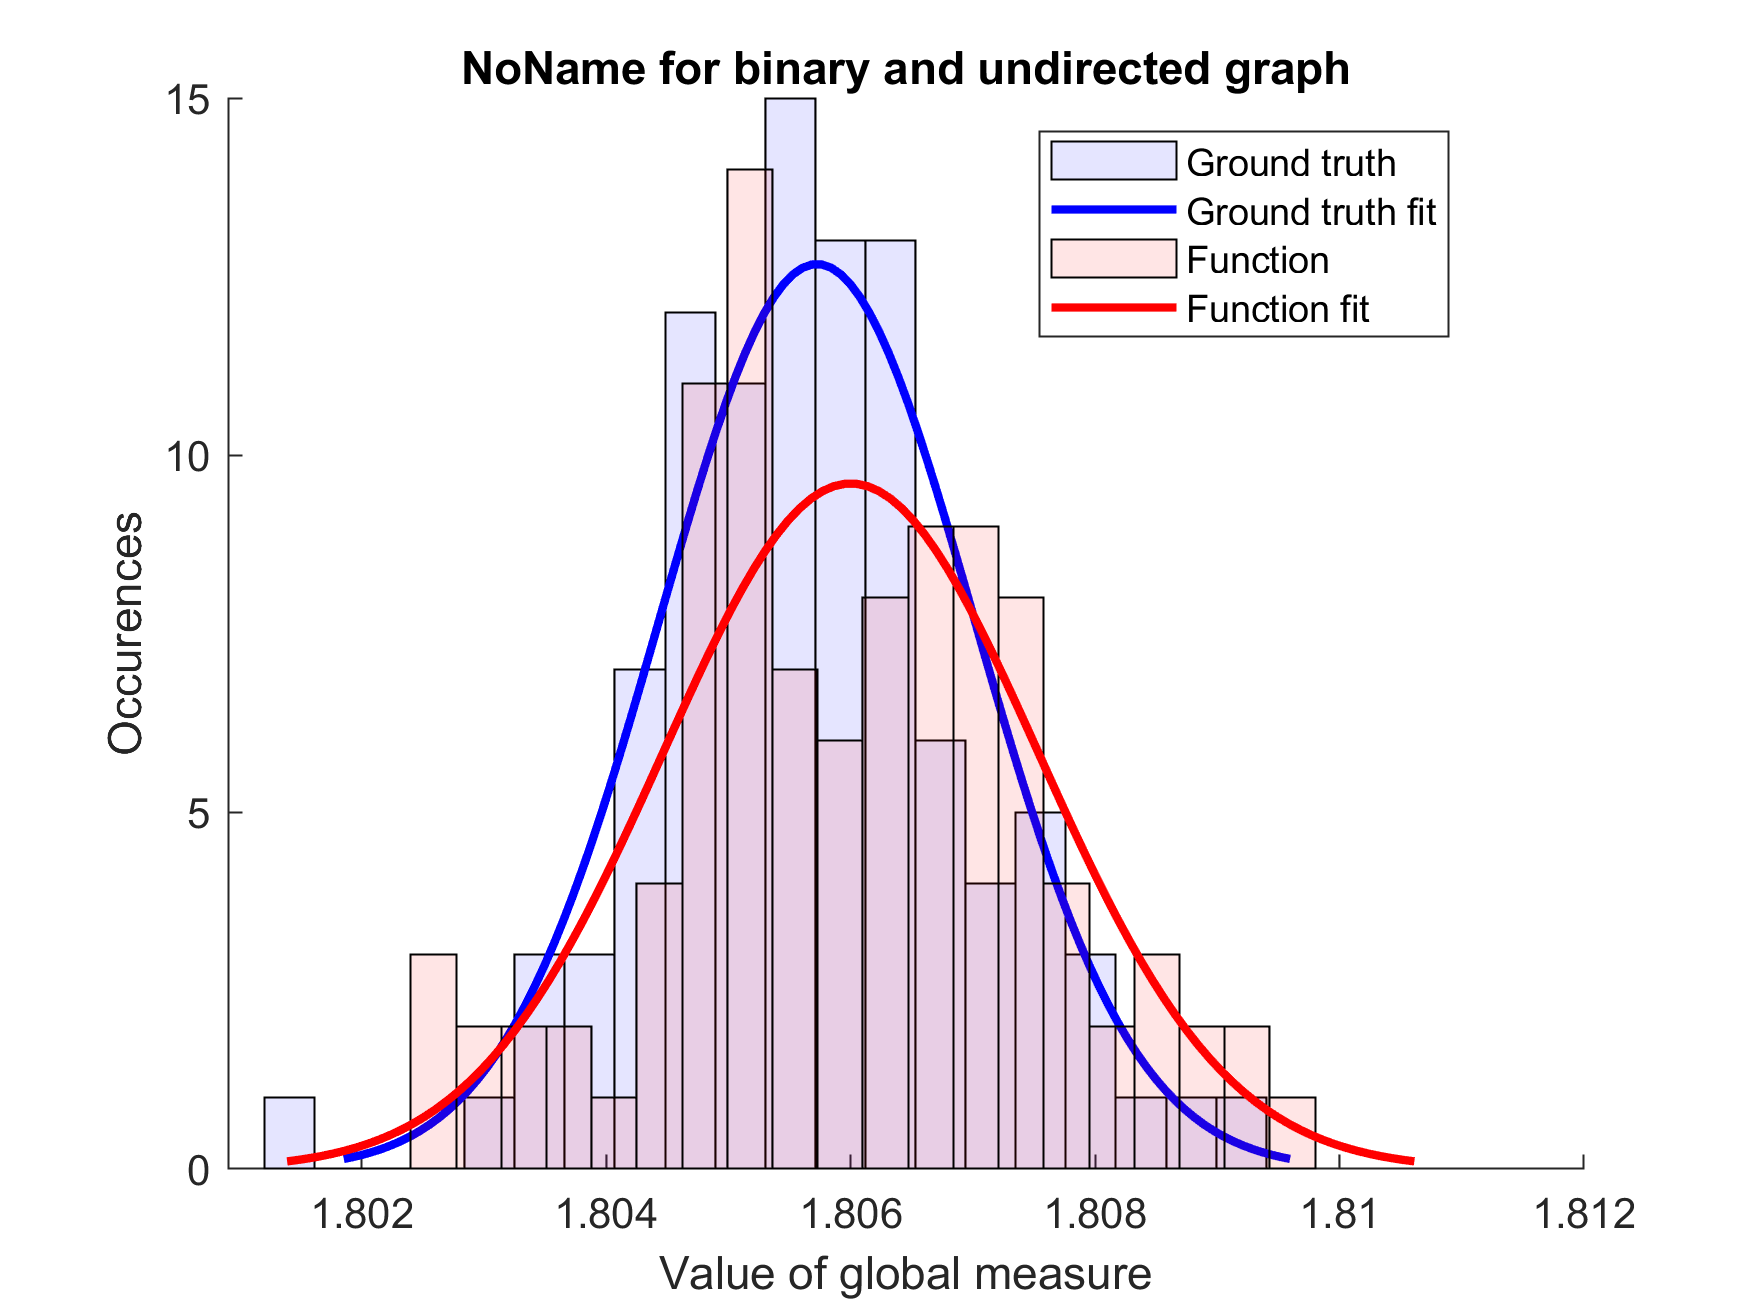 NoName for binary and undirected graph
15
10
5
0
Occurences
Ground truth
Ground truth fit
Function
Function fit
1.802 1.804 1.806 1.808 1.81 1.812
Value of global measure